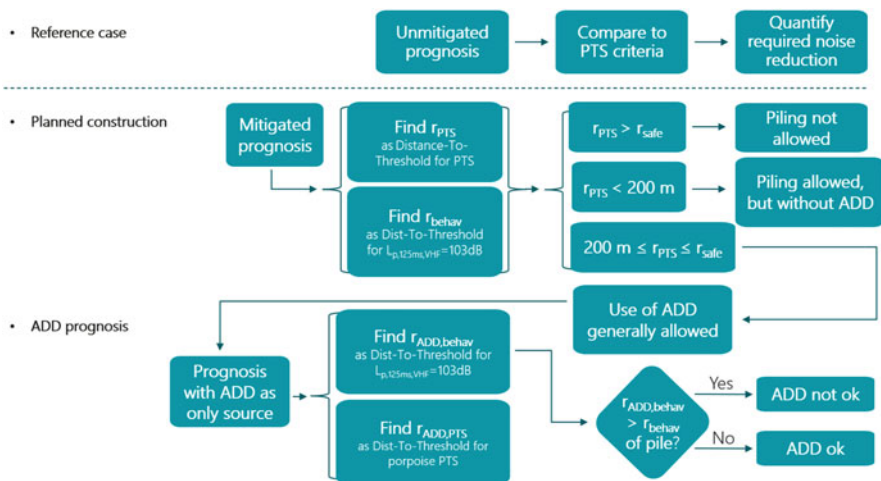 • Reference case
Unmitigated
prognosis
Compare to
PTS criteria
Quantify
required noise
reduction
• Planned construction
Mitigated
prognosis
Find rPTS
as Distance-To-
Threshold for PTS
Find rbehav
as Dist-To-Threshold
for Lp,125ms,VHF=103dB
rPTS > rsafe
Piling not
allowed
rPTS < 200 m
Piling allowed,
but without ADD
200 m ≤ rPTS ≤ rsafe
Use of ADD
generally allowed
• ADD prognosis
Prognosis
with ADD as
only source
Find rADD,behav
as Dist-To-Threshold for
Lp,125ms,VHF=103dB
Find rADD,PTS
as Dist-To-Threshold for
porpoise PTS
rADD,behav
> rbehav
of pile?
Yes
ADD not ok
No
ADD ok